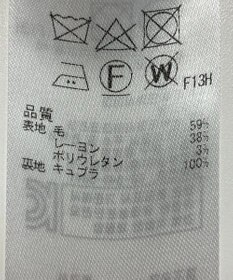 F W F13H
品質
表地 毛 59%
レーヨン 38%
ポリウレタン 3%
裏地 キュプラ 100%